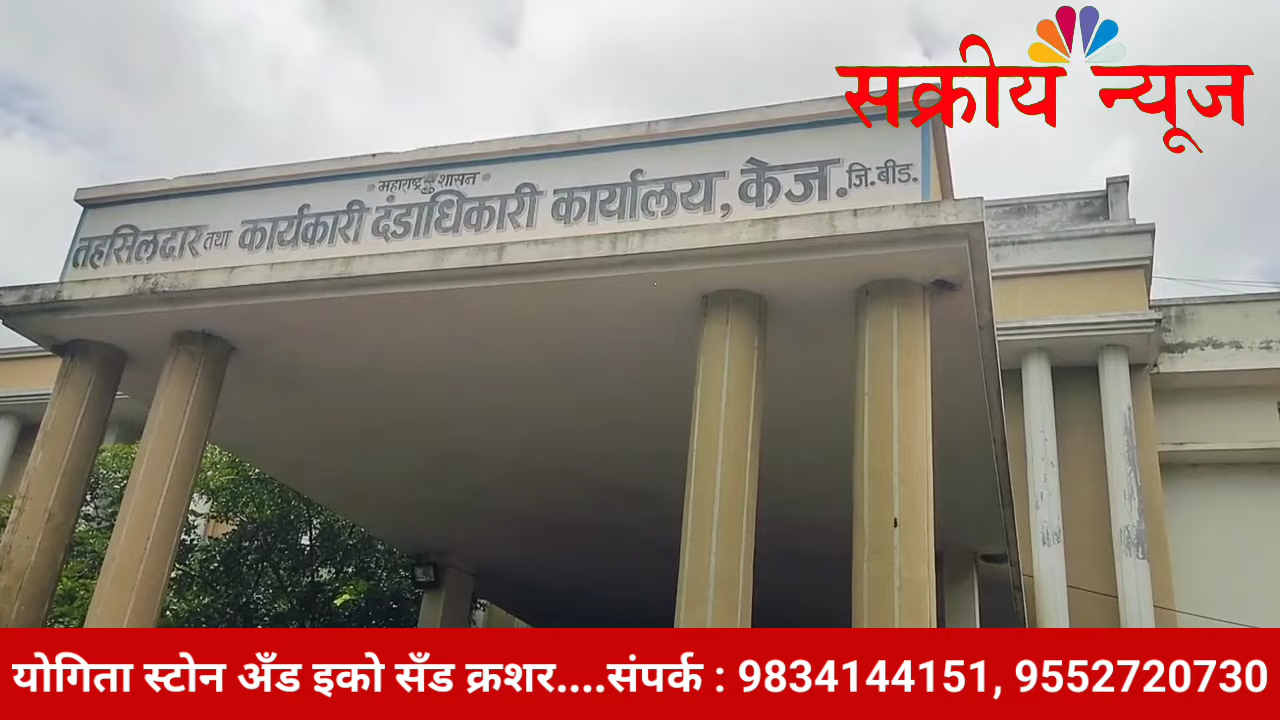 सक्रीय न्यूज
महाराष्ट्र शासन
तहसिलदार तथा कार्यकारी दंडाधिकारी कार्यालय, केज. जि. बीड.
योगिता स्टोन अँड इको सँड क्रशर....संपर्क : 9834144151, 9552720730